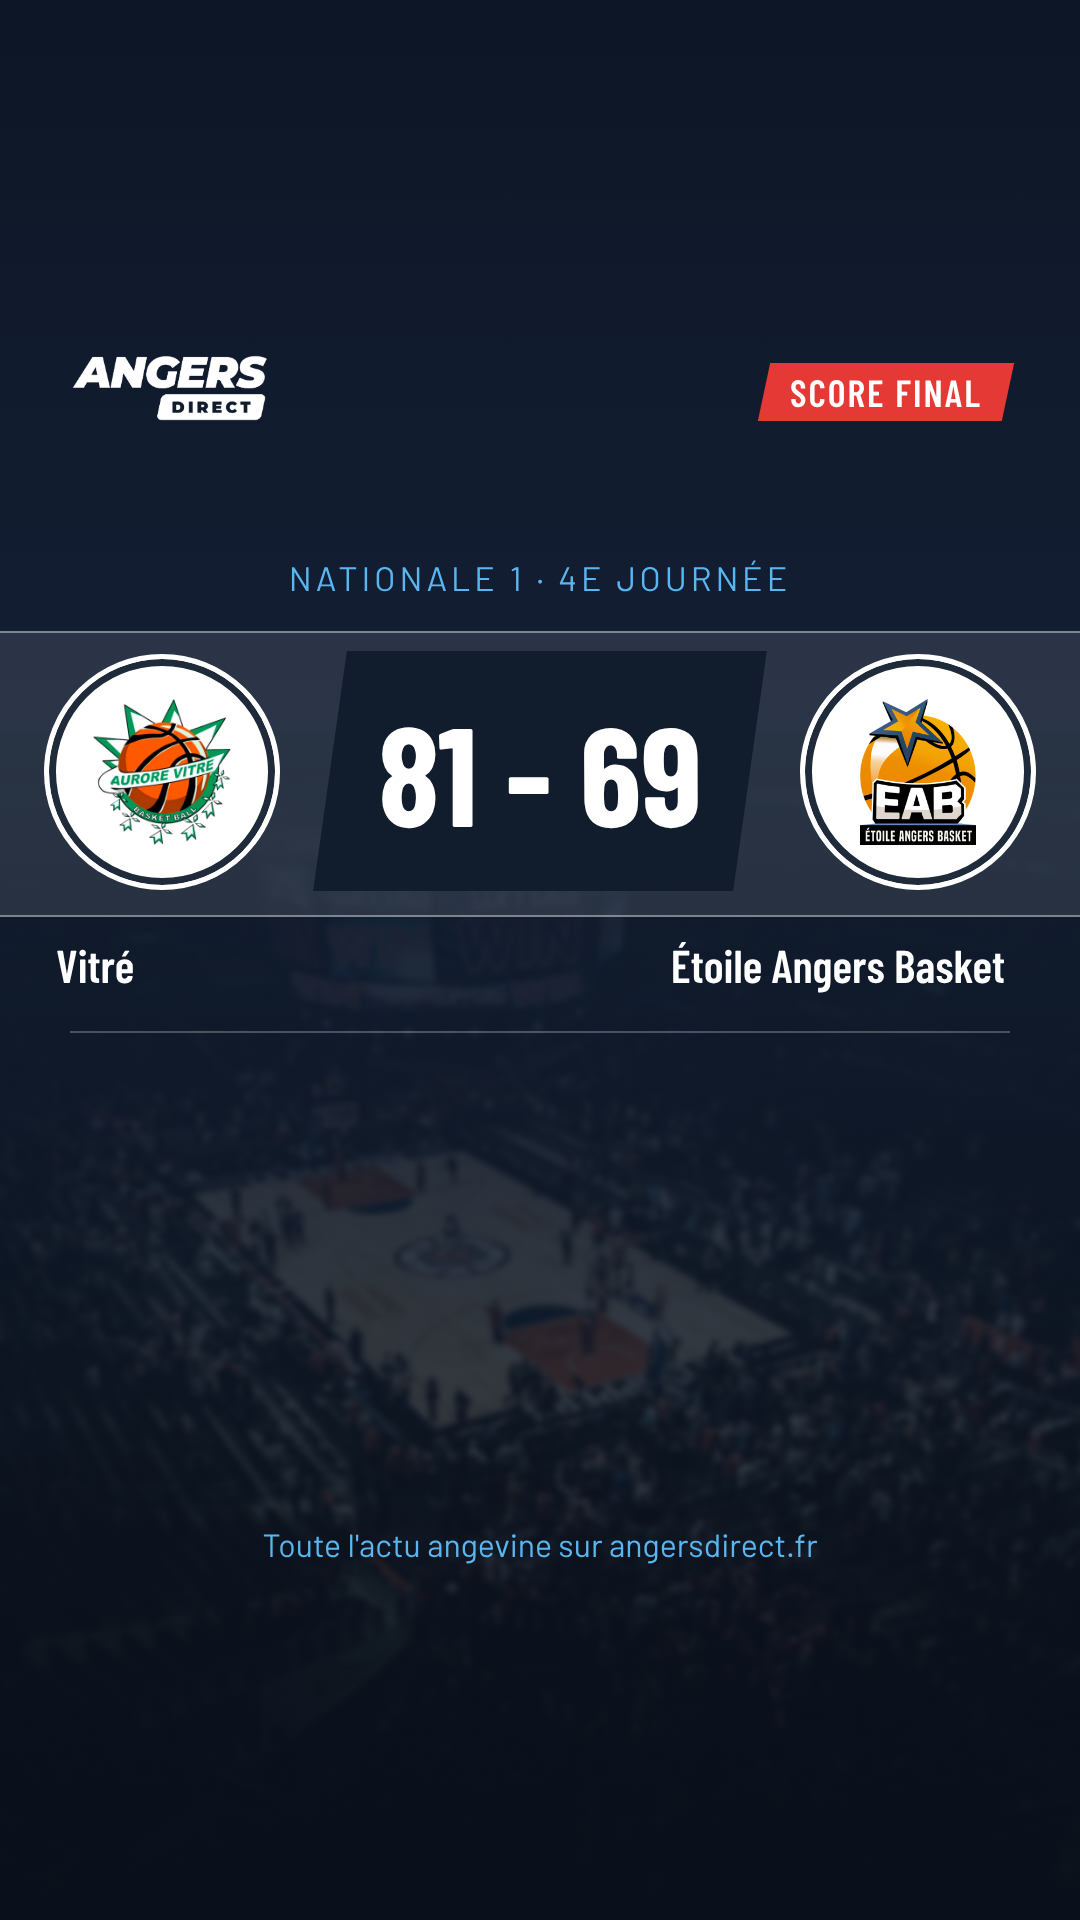 ANGERS
DIRECT
SCORE FINAL
NATIONALE 1 · 4E JOURNÉE
AURORE VITRÉ
BASKET BALL
81 - 69
EAB
ÉTOILE ANGERS BASKET
Vitré
Étoile Angers Basket
Toute l'actu angevine sur angersdirect.fr